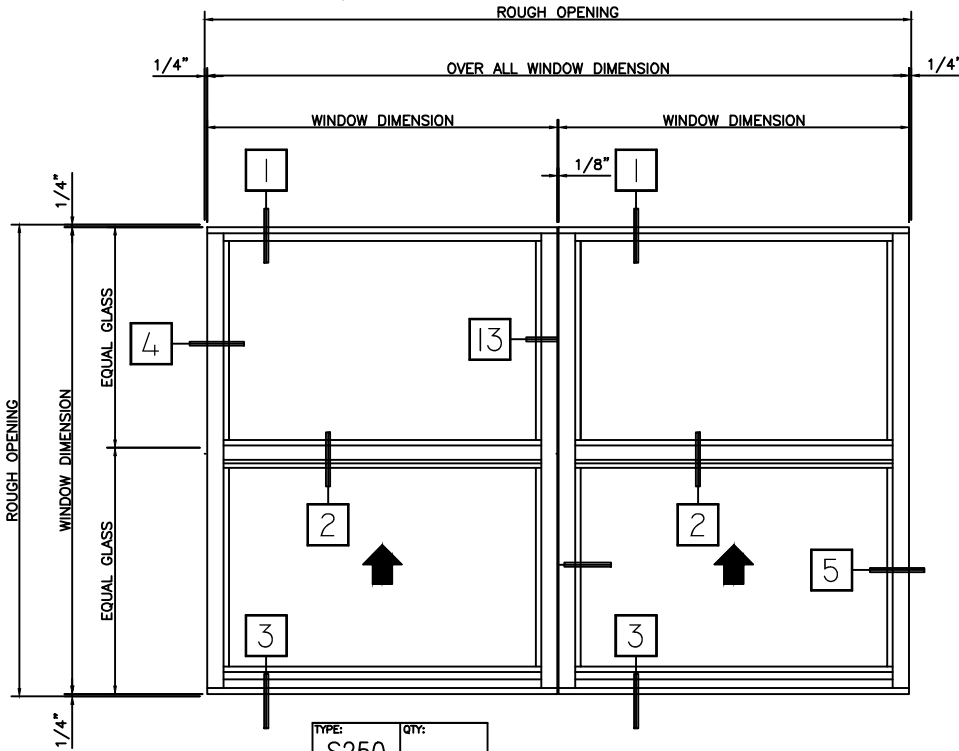 ROUGH OPENING
1/4" OVER ALL WINDOW DIMENSION 1/4"
WINDOW DIMENSION WINDOW DIMENSION
1 1/8" 1
1/4"
ROUGH OPENING
WINDOW DIMENSION
EQUAL GLASS
4
13
2
2
EQUAL GLASS
5
3
3
1/4"
TYPE: QTY:
S250